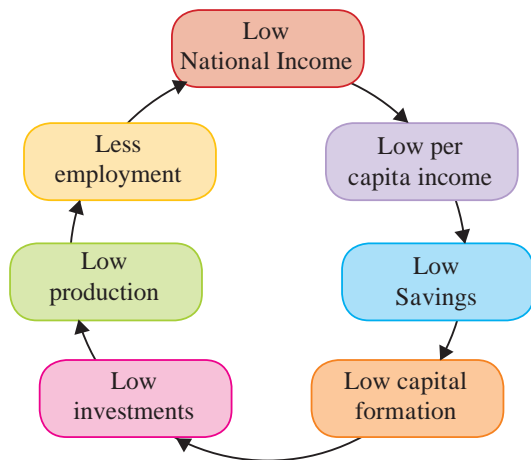 Low
National Income
Low per
capita income
Low
Savings
Low capital
formation
Low
investments
Low
production
Less
employment